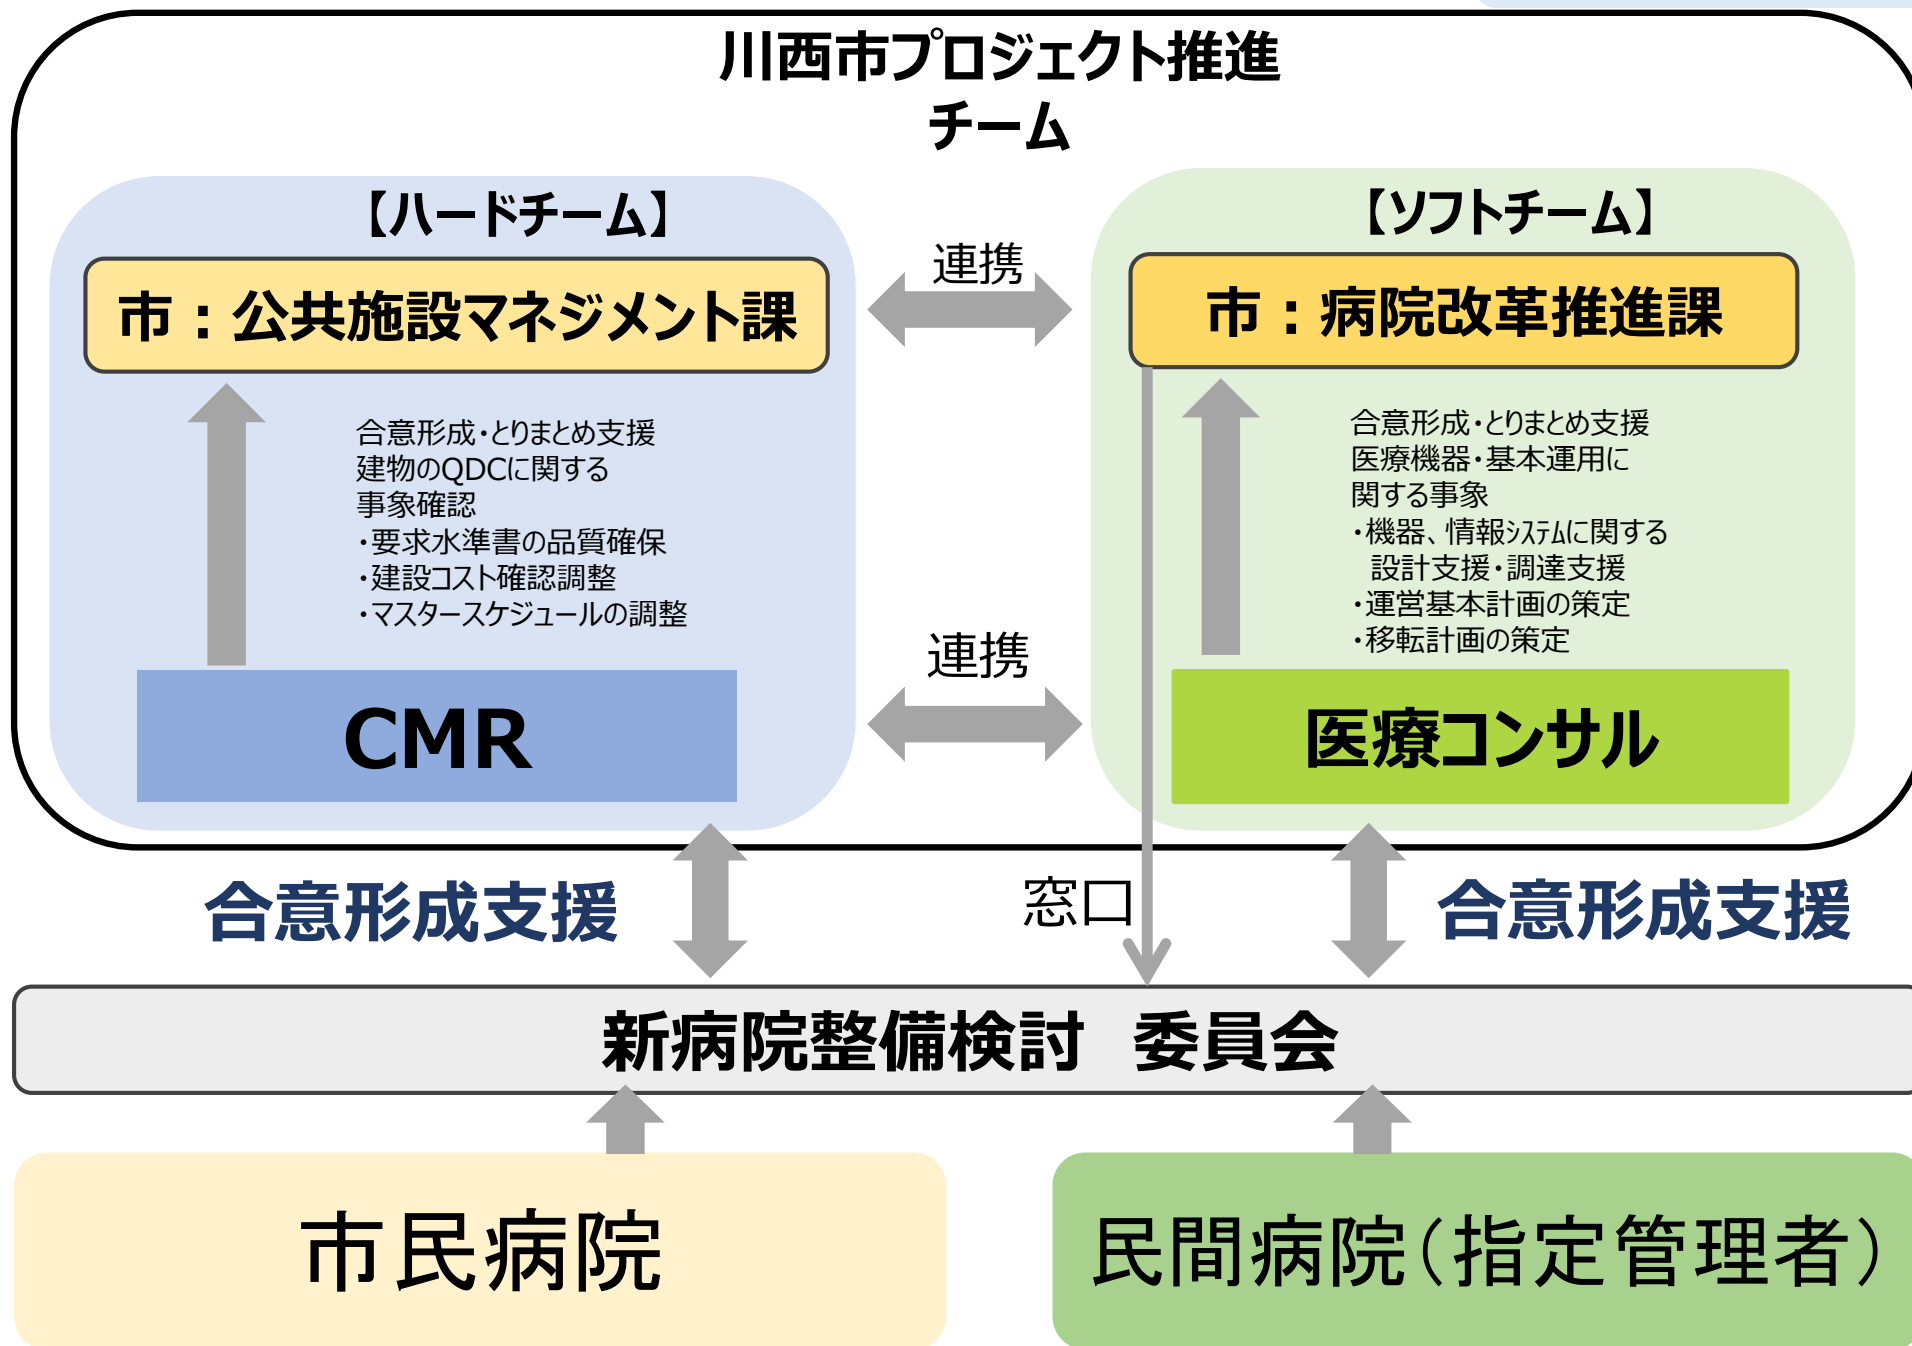 川西市プロジェクト推進
チーム
【ハードチーム】
市：公共施設マネジメント課
合意形成・とりまとめ支援
建物のQDCに関する
事象確認
・要求水準書の品質確保
・建設コスト確認調整
・マスタースケジュールの調整
CMR
連携
連携
【ソフトチーム】
市：病院改革推進課
合意形成・とりまとめ支援
医療機器・基本運用に
関する事象
・機器、情報ｼｽﾃﾑに関する
設計支援・調達支援
・運営基本計画の策定
・移転計画の策定
医療コンサル
合意形成支援
窓口
合意形成支援
新病院整備検討　委員会
市民病院
民間病院（指定管理者）